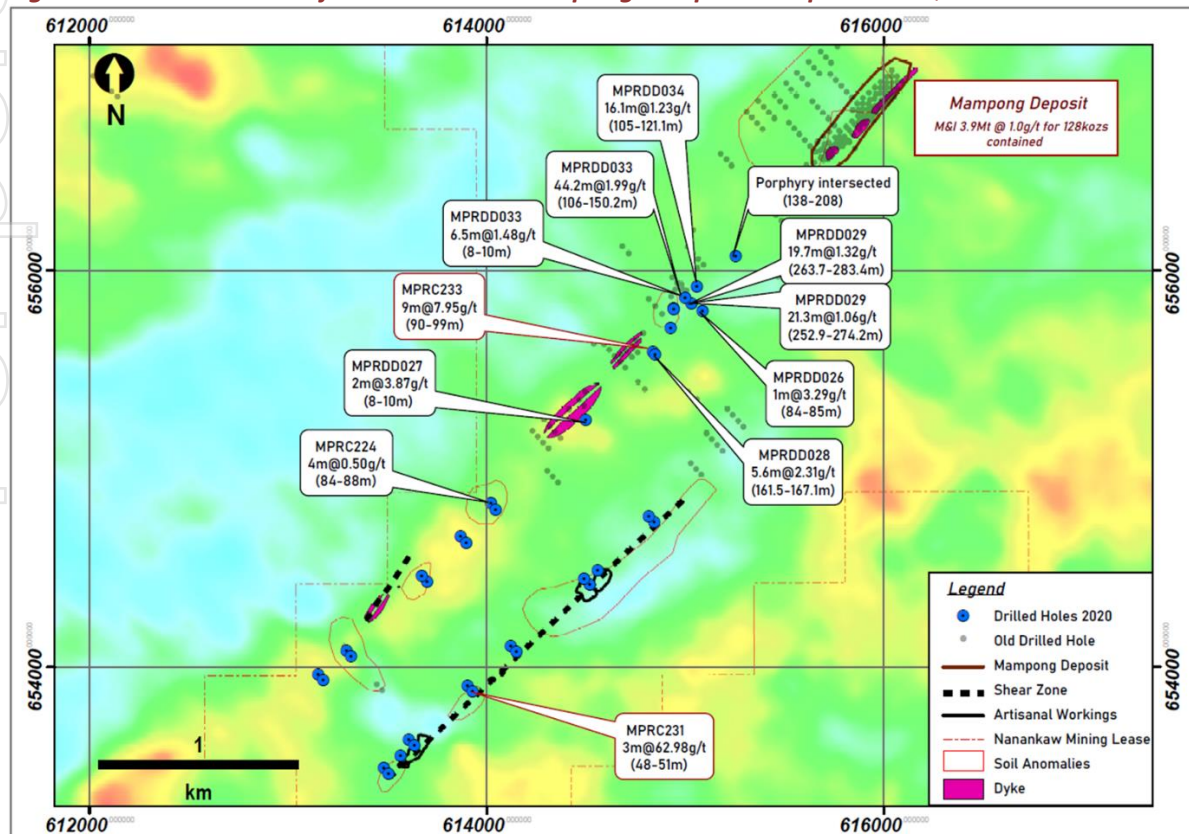 612000
614000
616000
N
MPRDD034
16.1m@1.23g/t
(105-121.1m)
Mampong Deposit
M&I 3.9Mt @ 1.0g/t for 128kozs
contained
MPRDD033
44.2m@1.99g/t
(106-150.2m)
Porphyry intersected
(138-208)
MPRDD033
6.5m@1.48g/t
(8-10m)
MPRDD029
19.7m@1.32g/t
(263.7-283.4m)
656000
656000
MPRC233
9m@7.95g/t
(90-99m)
MPRDD029
21.3m@1.06g/t
(252.9-274.2m)
MPRDD027
2m@3.87g/t
(8-10m)
MPRDD026
1m@3.29g/t
(84-85m)
MPRC224
4m@0.50g/t
(84-88m)
MPRDD028
5.6m@2.31g/t
(161.5-167.1m)
654000
654000
MPRC231
3m@62.98g/t
(48-51m)
1
km
Legend
Drilled Holes 2020
Old Drilled Hole
Mampong Deposit
Shear Zone
Artisanal Workings
Nanankaw Mining Lease
Soil Anomalies
Dyke
612000
614000
616000